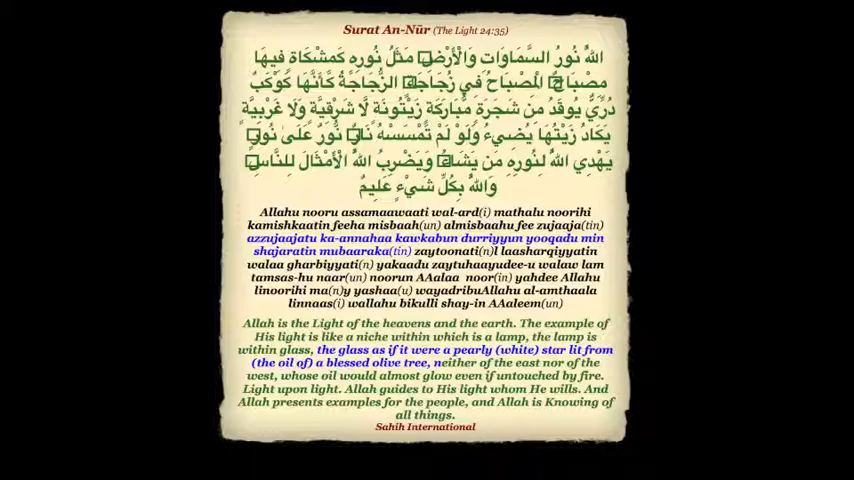 Surat An-Nūr (The Light 24:35)
اللَّهُ نُورُ السَّمَاوَاتِ وَالْأَرْضِ مَثَلُ نُورِهِ كَمِشْكَاةٍ فِيهَا
مِصْبَاحٌ الْمِصْبَاحُ فِي زُجَاجَةٍ الزُّجَاجَةُ كَأَنَّهَا كَوْكَبٌ
دُرِّيٌّ يُوقَدُ مِن شَجَرَةٍ مُّبَارَكَةٍ زَيْتُونَةٍ لَّا شَرْقِيَّةٍ وَلَا غَرْبِيَّةٍ
يَكَادُ زَيْتُهَا يُضِيءُ وَلَوْ لَمْ تَمْسَسْهُ نَارٌ نُّورٌ عَلَىٰ نُورٍ
يَهْدِي اللَّهُ لِنُورِهِ مَن يَشَاءُ وَيَضْرِبُ اللَّهُ الْأَمْثَالَ لِلنَّاسِ
وَاللَّهُ بِكُلِّ شَيْءٍ عَلِيمٌ
Allahu nooru assamaawaati wal-ard(i) mathalu noorihi
kamishkaatin feeha misbaah(un) almisbaahu fee zujaaja(tin)
azzujaajatu ka-annahaa kawkabun durriyyun yooqadu min
shajaratin mubaaraka(tin) zaytoonati(n)l laasharqiyyatin
walaa gharbiyyati(n) yakaadu zaytuhaayudee-u walaw lam
tamsas-hu naar(un) noorun AAalaa noor(in) yahdee Allahu
linoorihi ma(n)y yashaa(u) wayadribuAllahu al-amthaala
linnaas(i) wallahu bikulli shay-in AAaleem(un)
Allah is the Light of the heavens and the earth. The example of
His light is like a niche within which is a lamp, the lamp is
within glass, the glass as if it were a pearly (white) star lit from
(the oil of) a blessed olive tree, neither of the east nor of the
west, whose oil would almost glow even if untouched by fire.
Light upon light. Allah guides to His light whom He wills. And
Allah presents examples for the people, and Allah is Knowing of
all things.
Sahih International